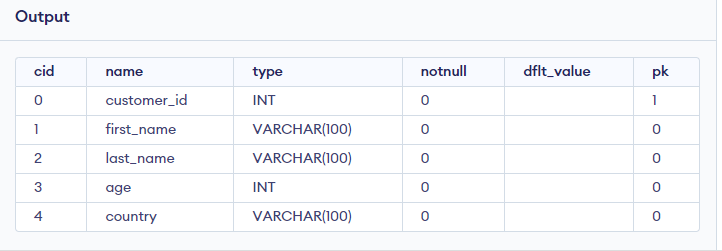 Output
cid name type notnull dflt_value pk
0 customer_id INT 0 1
1 first_name VARCHAR(100) 0 0
2 last_name VARCHAR(100) 0 0
3 age INT 0 0
4 country VARCHAR(100) 0 0